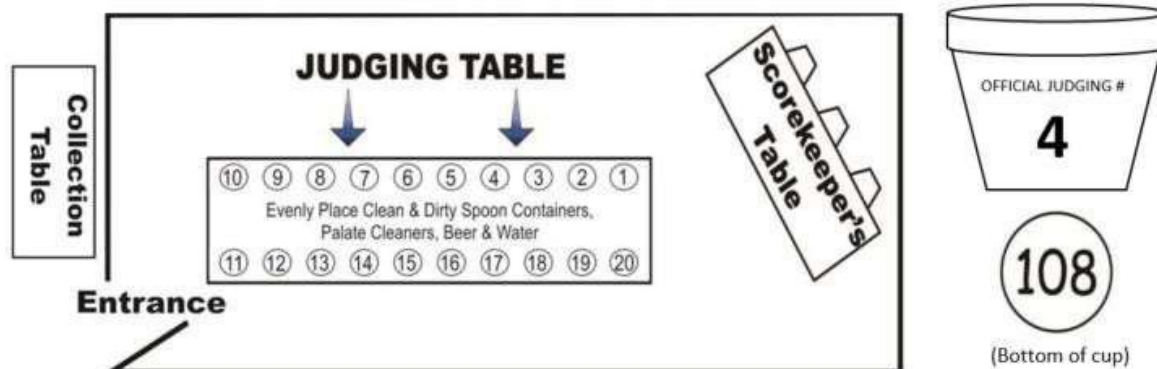 JUDGING TABLE
Collection
Table
Scorekeeper's
Table
10 9 8 7 6 5 4 3 2 1
Evenly Place Clean & Dirty Spoon Containers,
Palate Cleaners, Beer & Water
11 12 13 14 15 16 17 18 19 20
Entrance
OFFICIAL JUDGING #
4
108
(Bottom of cup)